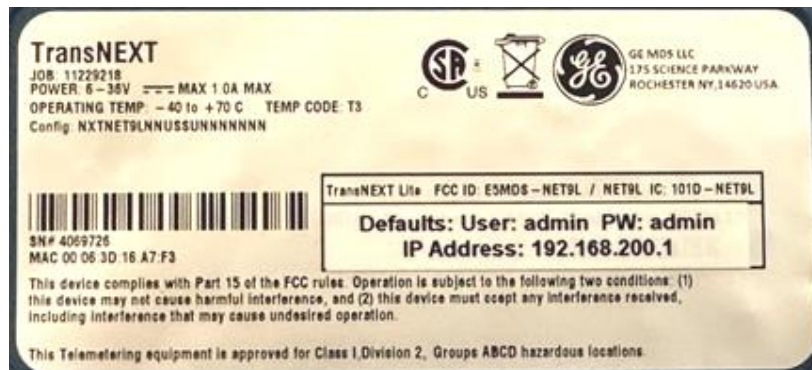 TransNEXT
JOB: 11229218
POWER: 6-36V MAX 1.0A MAX
OPERATING TEMP: -40 to +70 C TEMP CODE: T3
Config: NXTNET9LNNUSSUNNNNNNN
C US
GE MDS LLC
175 SCIENCE PARKWAY
ROCHESTER NY,14620 USA
TransNEXT Lite FCC ID: E5MDS-NET9L / NET9L IC: 101D-NET9L
Defaults: User: admin PW: admin
IP Address: 192.168.200.1
SN# 4069726
MAC 00 06 3D 16 A7:F3
This device complies with Part 15 of the FCC rules. Operation is subject to the following two conditions: (1)
this device may not cause harmful interference, and (2) this device must ccept any interference received,
including interference that may cause undesired operation.
This Telemetering equipment is approved for Class I,Division 2, Groups ABCD hazardous locations.